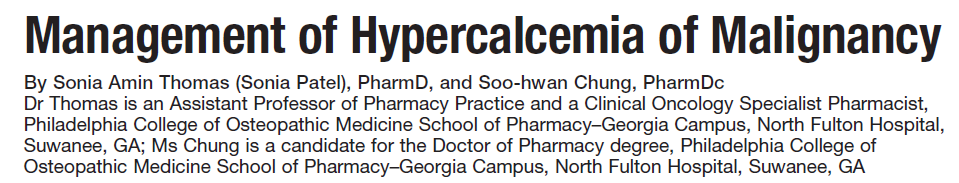 Management of Hypercalcemia of Malignancy
By Sonia Amin Thomas (Sonia Patel), PharmD, and Soo-hwan Chung, PharmDc
Dr Thomas is an Assistant Professor of Pharmacy Practice and a Clinical Oncology Specialist Pharmacist,
Philadelphia College of Osteopathic Medicine School of Pharmacy–Georgia Campus, North Fulton Hospital,
Suwanee, GA; Ms Chung is a candidate for the Doctor of Pharmacy degree, Philadelphia College of
Osteopathic Medicine School of Pharmacy–Georgia Campus, North Fulton Hospital, Suwanee, GA